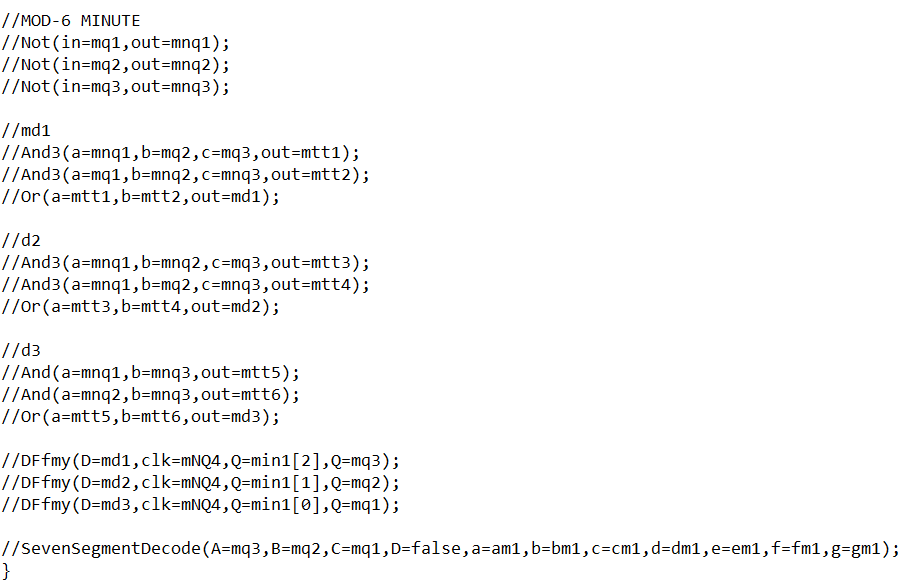 //MOD-6 MINUTE
//Not(in=mq1,out=mnq1);
//Not(in=mq2,out=mnq2);
//Not(in=mq3,out=mnq3);

//md1
//And3(a=mnq1,b=mq2,c=mq3,out=mtt1);
//And3(a=mq1,b=mnq2,c=mnq3,out=mtt2);
//Or(a=mtt1,b=mtt2,out=md1);

//d2
//And3(a=mnq1,b=mnq2,c=mq3,out=mtt3);
//And3(a=mnq1,b=mq2,c=mnq3,out=mtt4);
//Or(a=mtt3,b=mtt4,out=md2);

//d3
//And(a=mnq1,b=mnq3,out=mtt5);
//And(a=mnq2,b=mnq3,out=mtt6);
//Or(a=mtt5,b=mtt6,out=md3);

//DFfmy(D=md1,clk=mNQ4,Q=min1[2],Q=mq3);
//DFfmy(D=md2,clk=mNQ4,Q=min1[1],Q=mq2);
//DFfmy(D=md3,clk=mNQ4,Q=min1[0],Q=mq1);

//SevenSegmentDecode(A=mq3,B=mq2,C=mq1,D=false,a=am1,b=bm1,c=cm1,d=dm1,e=em1,f=fm1,g=gm1);
}